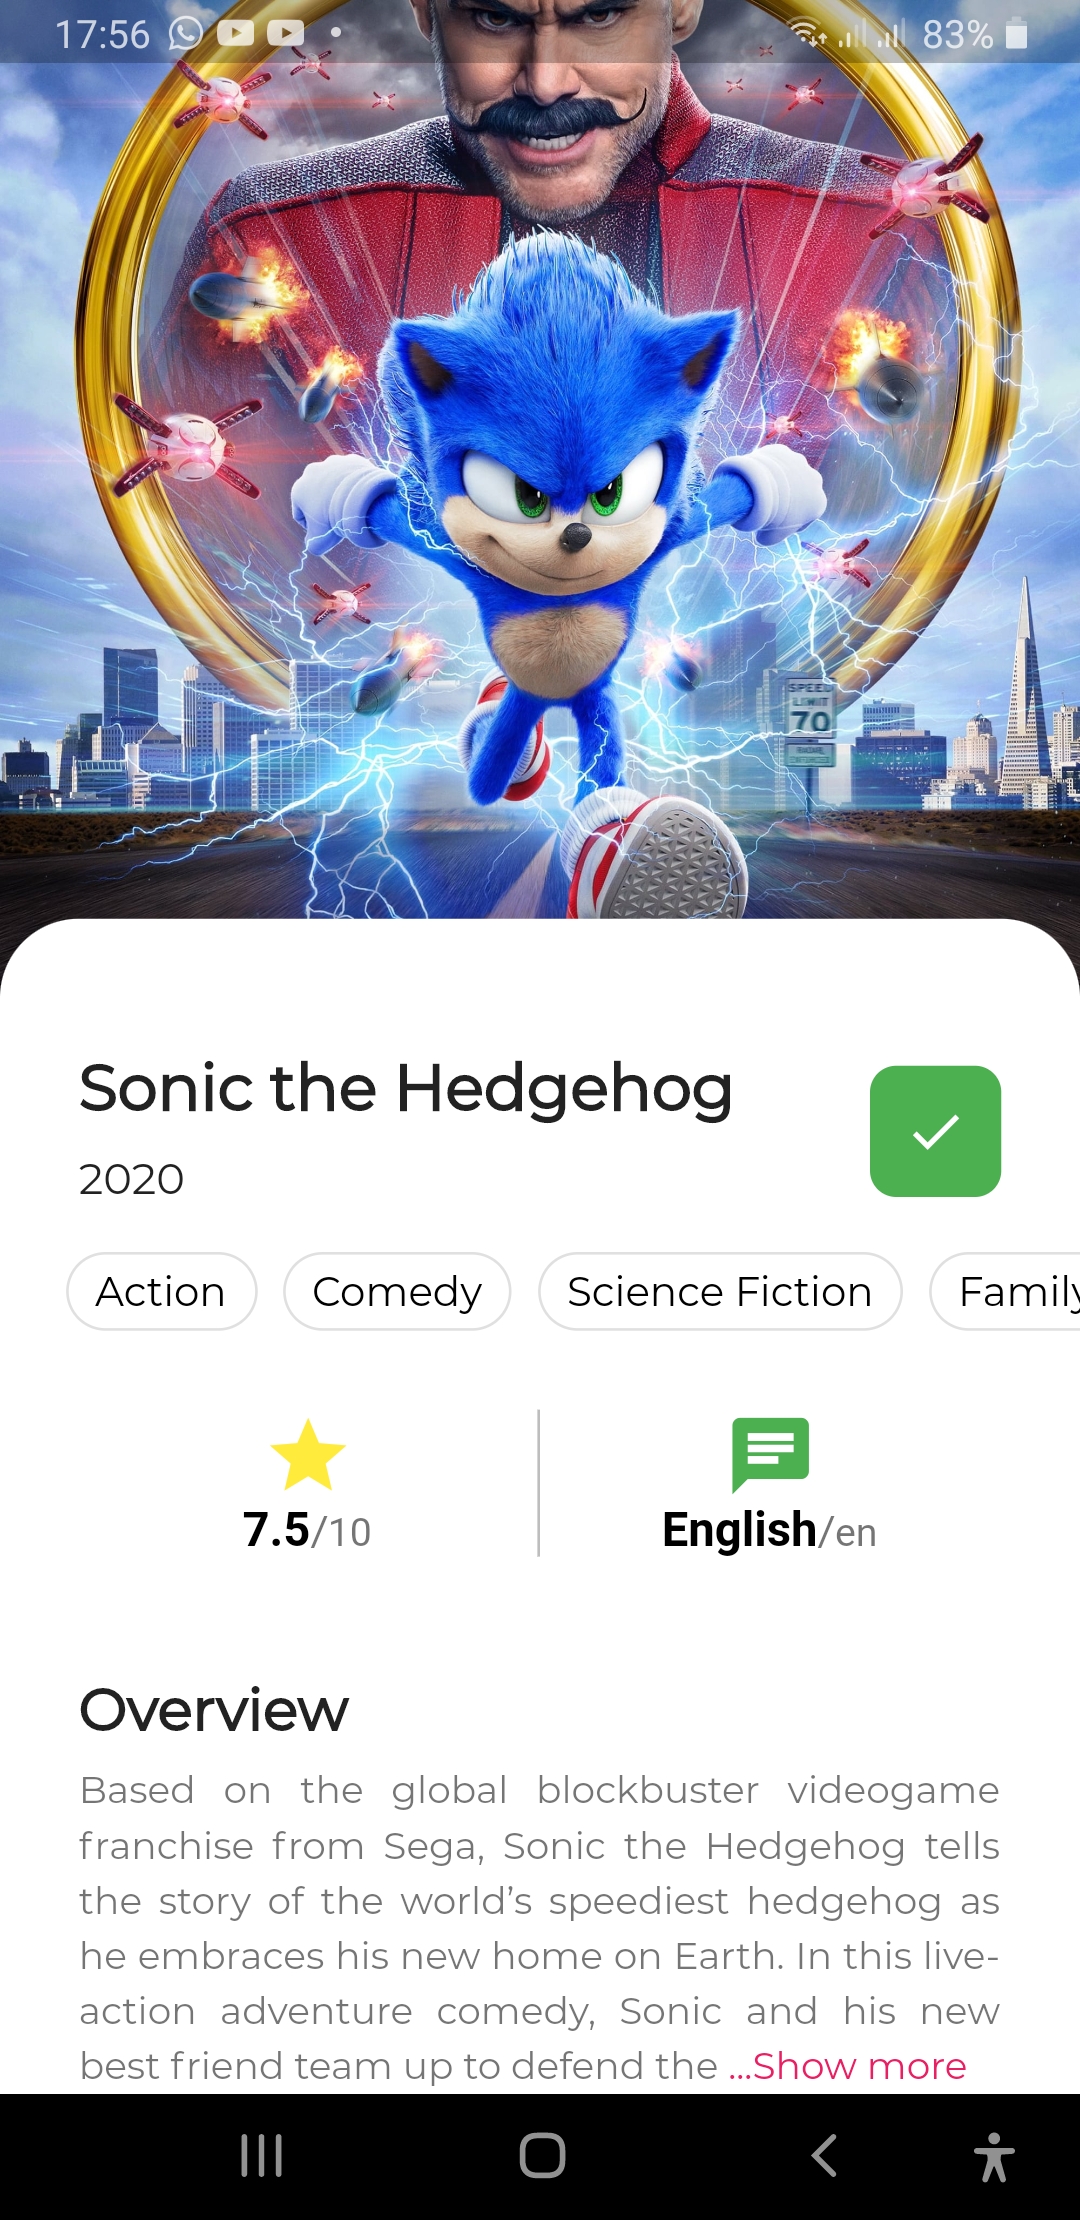 17:56 83%
SPEED
LIMIT
70
Sonic the Hedgehog
2020
Action Comedy Science Fiction Family
7.5/10 English/en
Overview
Based on the global blockbuster videogame
franchise from Sega, Sonic the Hedgehog tells
the story of the world’s speediest hedgehog as
he embraces his new home on Earth. In this live-
action adventure comedy, Sonic and his new
best friend team up to defend the ...Show more